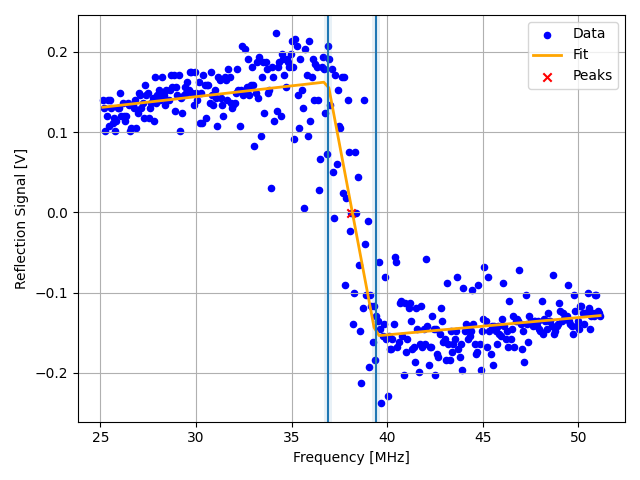 Data
Fit
Peaks
0.2
0.1
0.0
−0.1
−0.2
Reflection Signal [V]
25 30 35 40 45 50
Frequency [MHz]